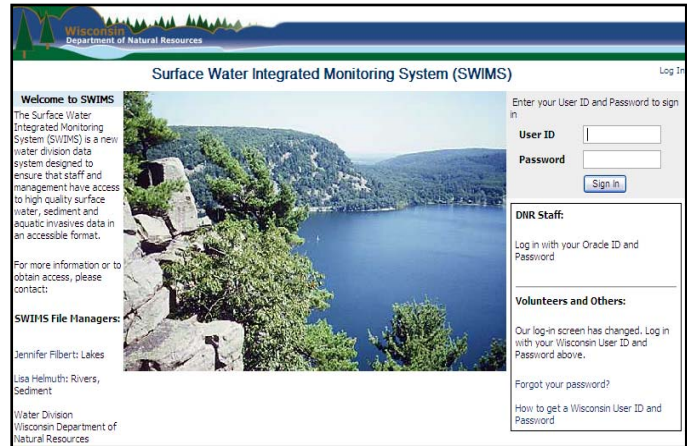 Wisconsin
Department of Natural Resources
Surface Water Integrated Monitoring System (SWIMS)
Log In
Welcome to SWIMS
The Surface Water
Integrated Monitoring
System (SWIMS) is a new
water division data
system designed to
ensure that staff and
management have access
to high quality surface
water, sediment and
aquatic invasives data in
an accessible format.
For more information or to
obtain access, please
contact:
SWIMS File Managers:
Jennifer Filbert: Lakes
Lisa Helmuth: Rivers,
Sediment
Water Division
Wisconsin Department of
Natural Resources
Enter your User ID and Password to sign
in
User ID
Password
Sign in
DNR Staff:
Log in with your Oracle ID and
Password
Volunteers and Others:
Our log-in screen has changed. Log in
with your Wisconsin User ID and
Password above.
Forgot your password?
How to get a Wisconsin User ID and
Password